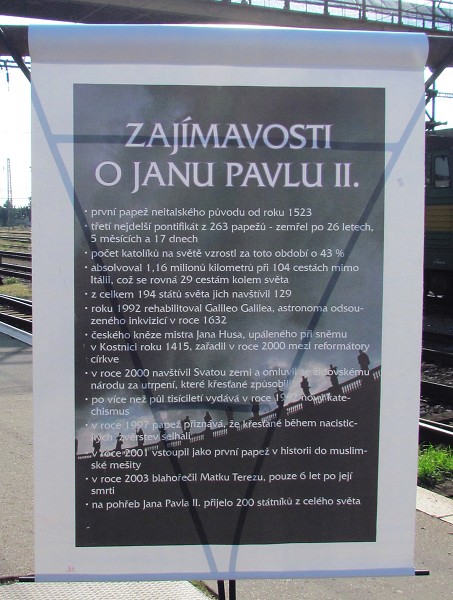 ZAJÍMAVOSTI
O JANU PAVLU II.
• první papež neitalského původu od roku 1523
• třetí nejdelší pontifikát z 263 papežů - zemřel po 26 letech,
5 měsících a 17 dnech
• počet katolíků na světě vzrostl za toto období o 43 %
• absolvoval 1,16 milionů kilometrů při 104 cestách mimo
Itálii, což se rovná 29 cestám kolem světa
• z celkem 194 států světa jich navštívil 129
• roku 1992 rehabilitoval Galileo Galilea, astronoma odsou-
zeného inkvizicí v roce 1632
• českého kněze mistra Jana Husa, upáleného při sněmu
v Kostnici roku 1415, zařadil v roce 2000 mezi reformátory
církve
• v roce 2000 navštívil Svatou zemi a omluvil se židovskému
národu za utrpení, které křesťané způsobili
• po více než půl tisíciletí vydává v roce 1992 nový kate-
chismus
• v roce 1997 papež přiznává, že křesťané během nacistic-
kých zvěrstev selhali
• v roce 2001 vstoupil jako první papež v historii do muslim-
ské mešity
• v roce 2003 blahořečil Matku Terezu, pouze 6 let po její
smrti
• na pohřeb Jana Pavla II. přijelo 200 státníků z celého světa